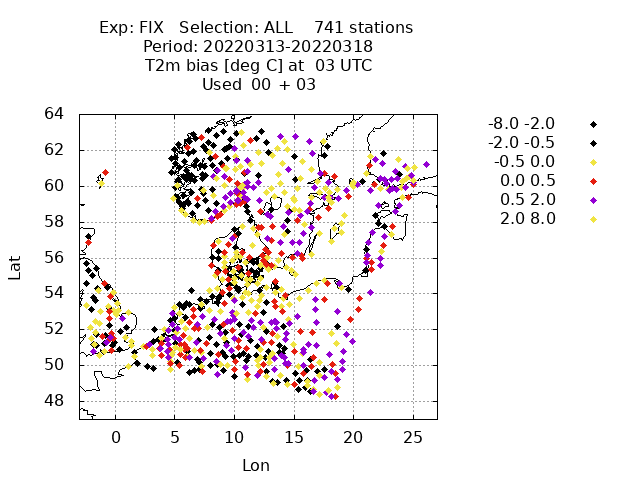 Exp: FIX Selection: ALL 741 stations
Period: 20220313-20220318
T2m bias [deg C] at 03 UTC
Used 00 + 03
64
62
60
58
56
54
52
50
48
Lat
0 5 10 15 20 25
Lon
-8.0 -2.0
-2.0 -0.5
-0.5 0.0
0.0 0.5
0.5 2.0
2.0 8.0